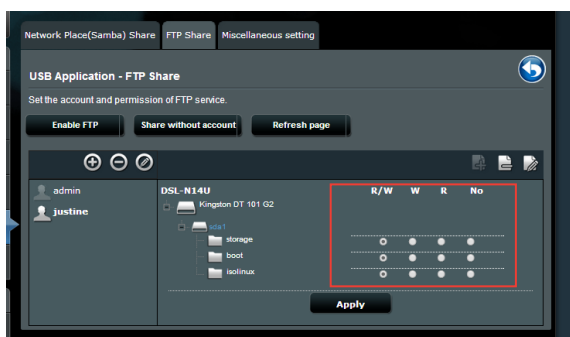 Network Place(Samba) Share FTP Share Miscellaneous setting
USB Application - FTP Share
Set the account and permission of FTP service.
Enable FTP Share without account Refresh page
admin
justine
DSL-N14U R/W W R No
Kingston DT 101 G2
sda1
storage
boot
isolinux
Apply